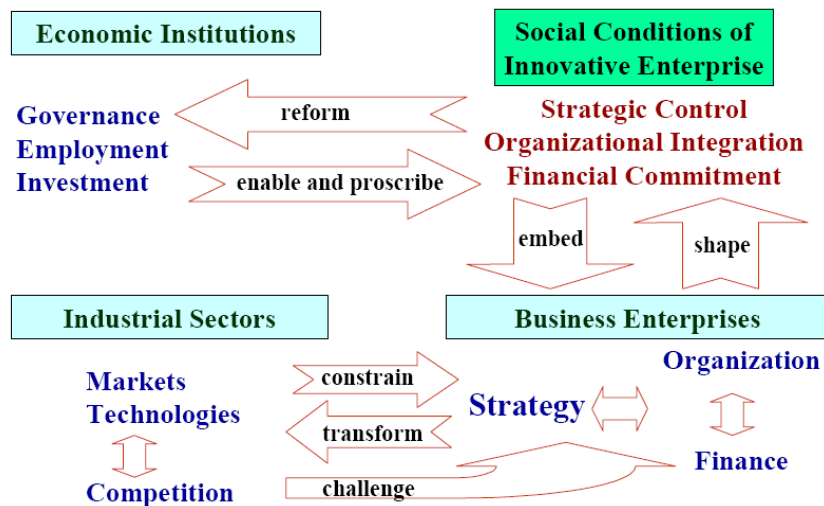 Economic Institutions
Social Conditions of
Innovative Enterprise
Governance
Employment
Investment
reform
enable and proscribe
Strategic Control
Organizational Integration
Financial Commitment
embed
shape
Industrial Sectors
Business Enterprises
Markets
Technologies
Competition
constrain
transform
challenge
Strategy
Organization
Finance